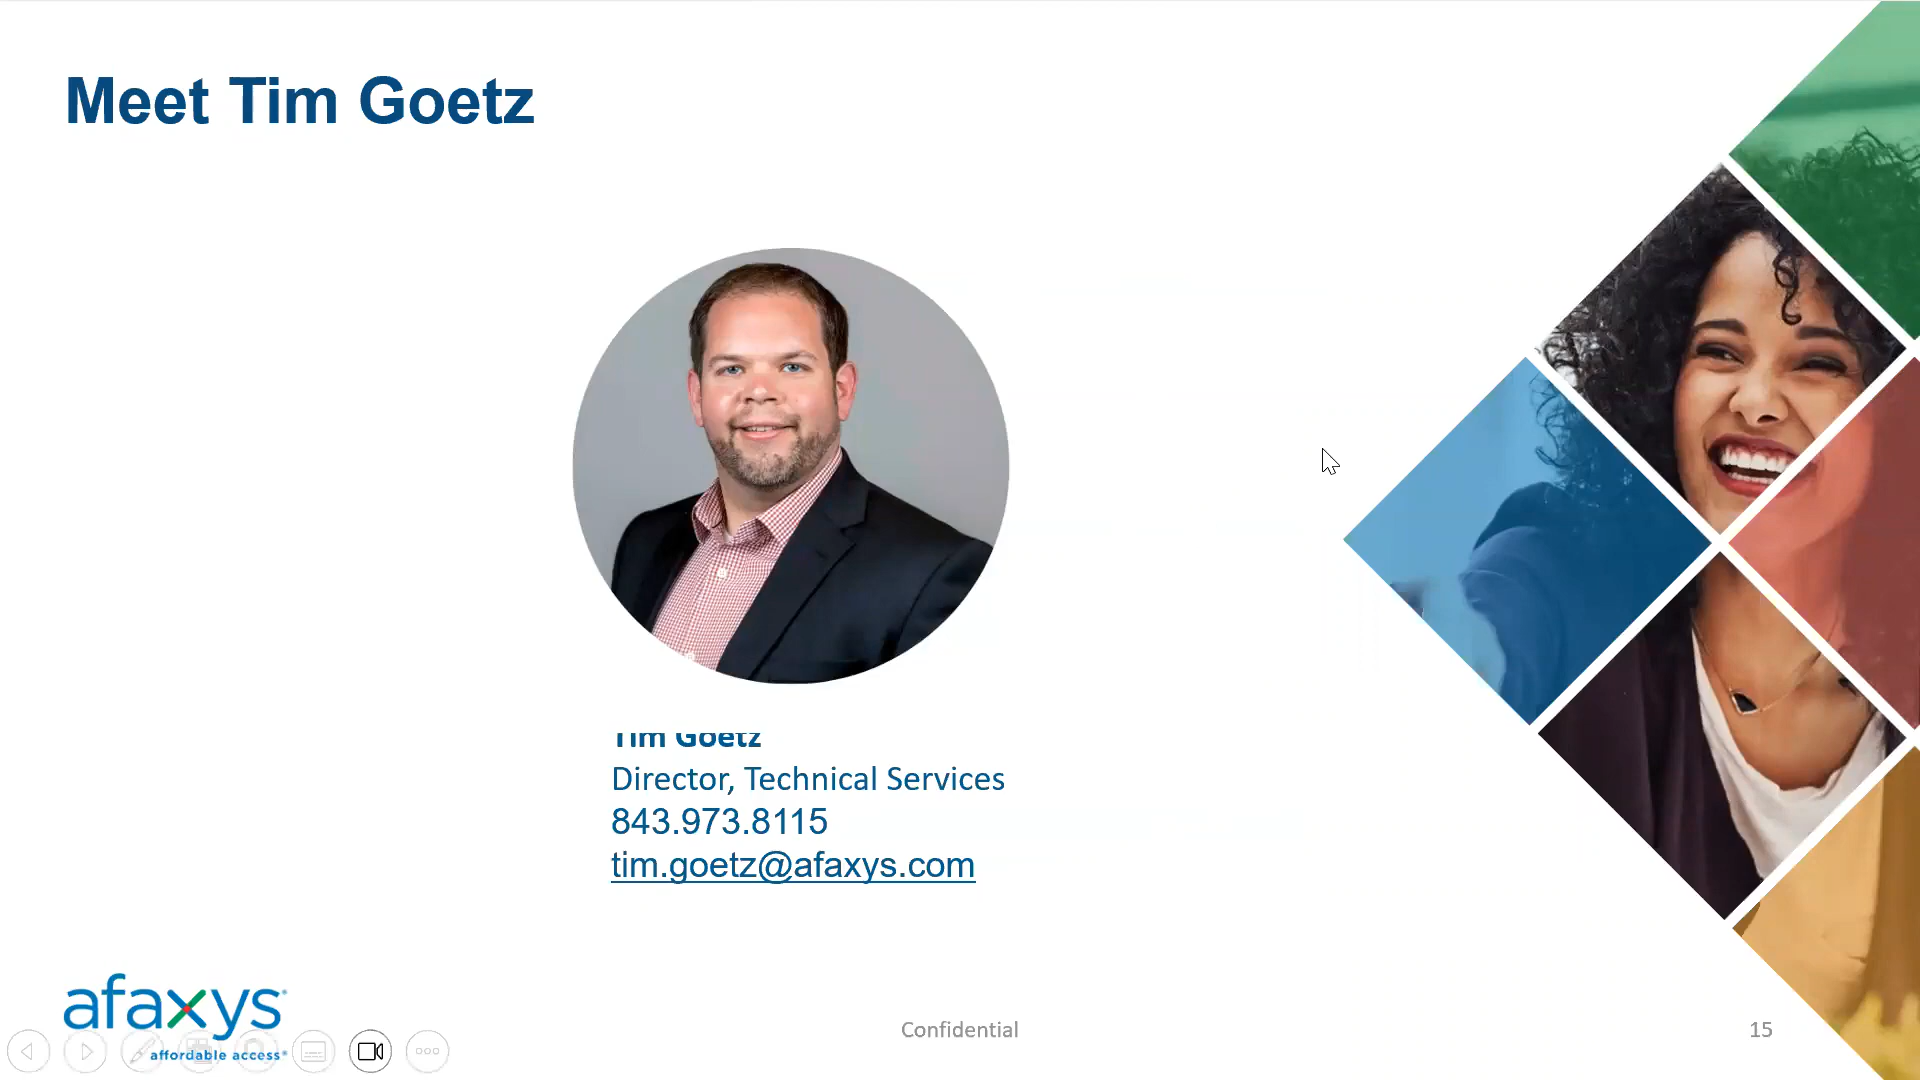 Meet Tim Goetz
Tim Goetz
Director, Technical Services
843.973.8115
tim.goetz@afaxys.com
afaxys
affordable access®
Confidential
15